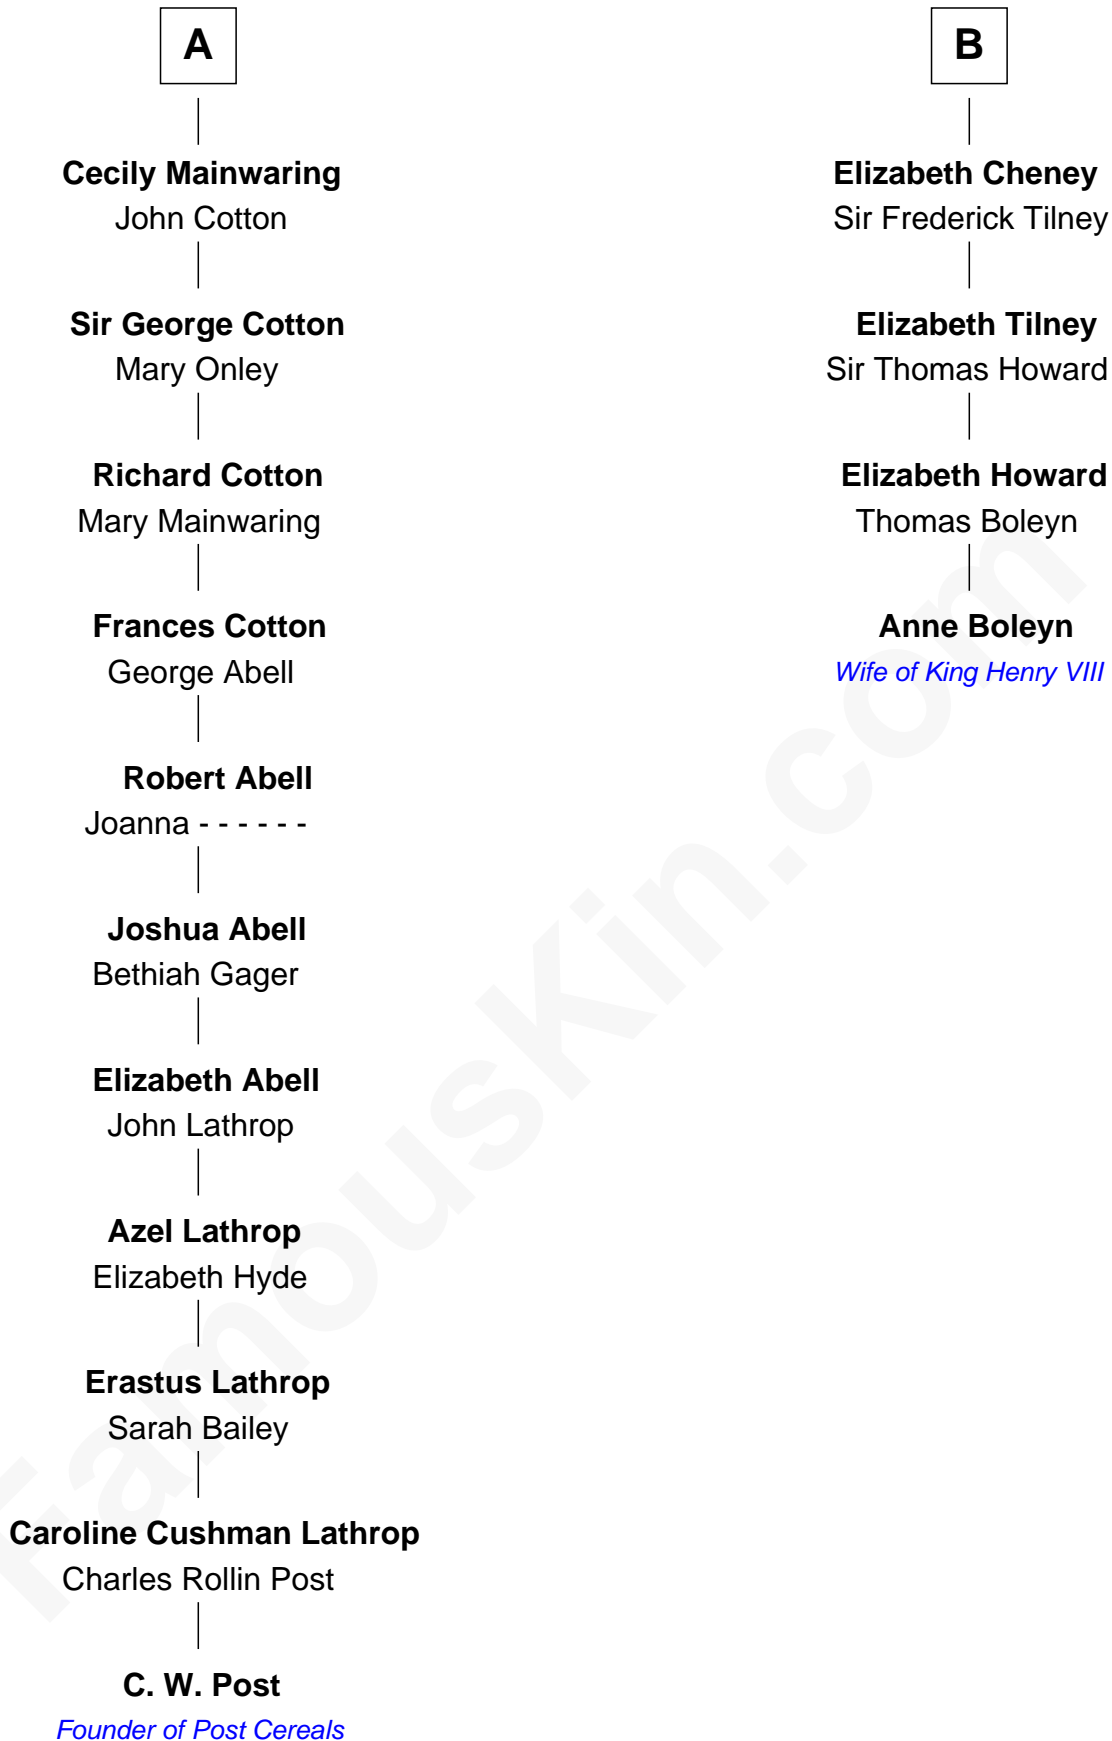 A
Cecily Mainwaring
John Cotton
Sir George Cotton
Mary Onley
Richard Cotton
Mary Mainwaring
Frances Cotton
George Abell
Robert Abell
Joanna - - - - - -
Joshua Abell
Bethiah Gager
Elizabeth Abell
John Lathrop
Azel Lathrop
Elizabeth Hyde
Erastus Lathrop
Sarah Bailey
Caroline Cushman Lathrop
Charles Rollin Post
C. W. Post
Founder of Post Cereals
B
Elizabeth Cheney
Sir Frederick Tilney
Elizabeth Tilney
Sir Thomas Howard
Elizabeth Howard
Thomas Boleyn
Anne Boleyn
Wife of King Henry VIII
FamousKin.com